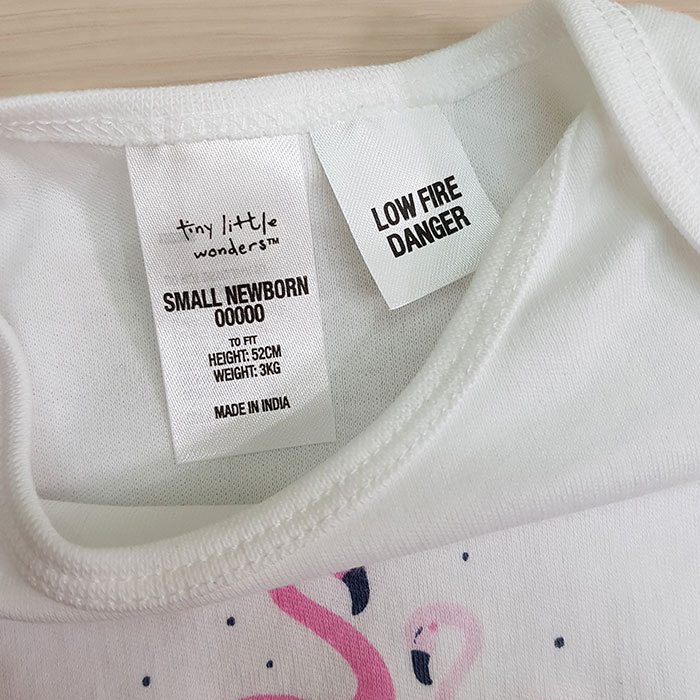 tiny little
wonders™
SMALL NEWBORN
00000
TO FIT
HEIGHT: 52CM
WEIGHT: 3KG
MADE IN INDIA
LOW FIRE
DANGER